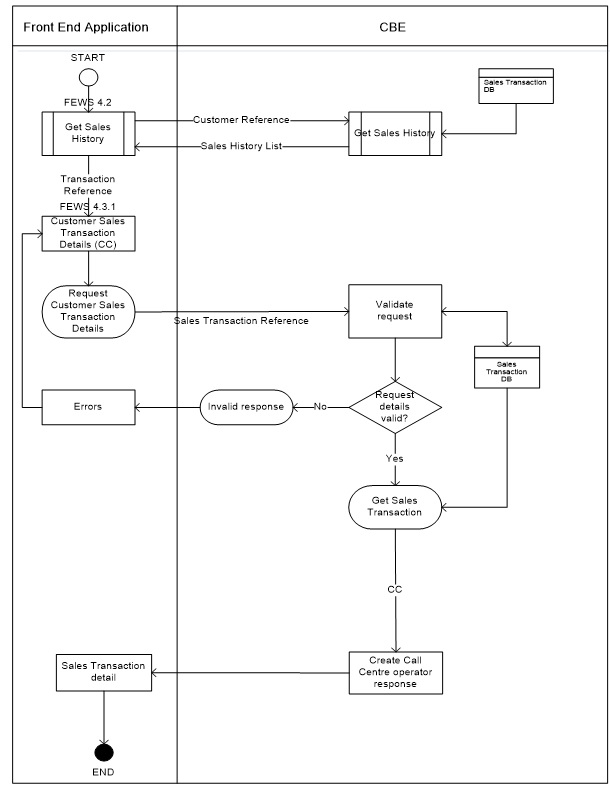 Front End Application
CBE
START
FEWS 4.2
Get Sales
History
Customer Reference
Sales History List
Get Sales History
Sales Transaction
DB
Transaction
Reference
FEWS 4.3.1
Customer Sales
Transaction
Details (CC)
Request
Customer Sales
Transaction
Details
Sales Transaction Reference
Validate
request
Sales
Transaction
DB
Errors
Invalid response
No
Request
details
valid?
Yes
Get Sales
Transaction
CC
Sales Transaction
detail
Create Call
Centre operator
response
END